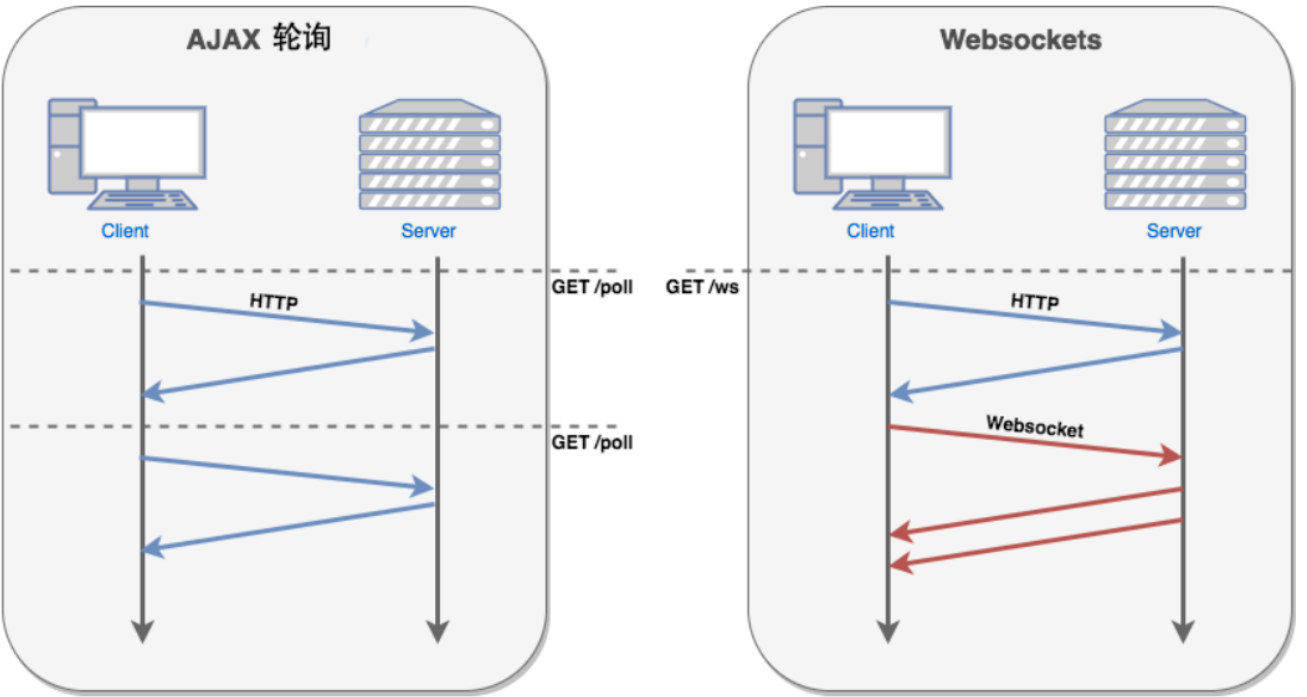 AJAX 轮询
Client
Server
GET /poll
HTTP
GET /poll
Websockets
Client
Server
GET /ws
HTTP
Websocket